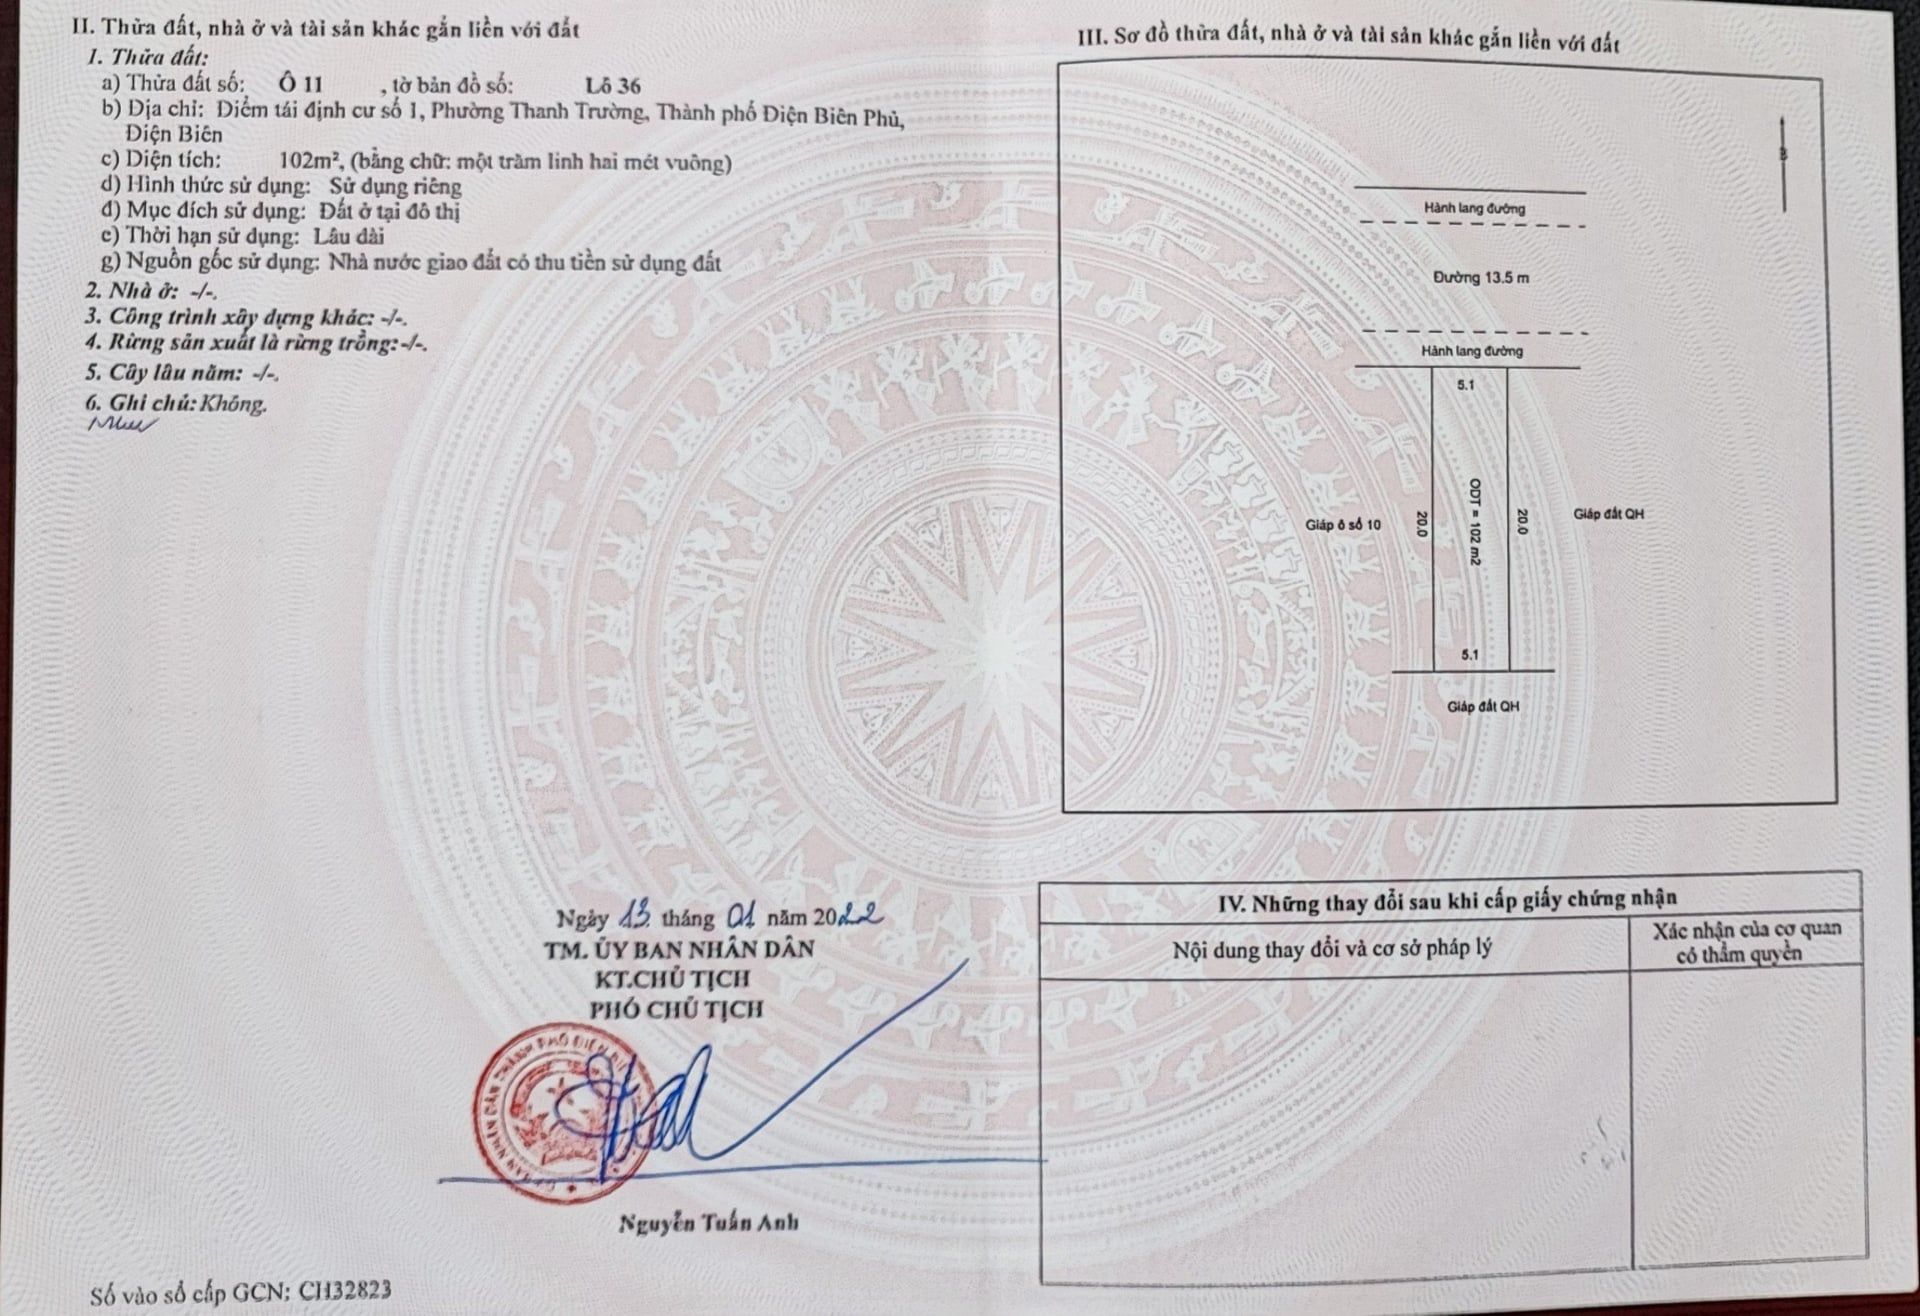 II. Thửa đất, nhà ở và tài sản khác gắn liền với đất
1. Thửa đất:
a) Thửa đất số: Ô 11 , tờ bản đồ số: Lô 36
b) Địa chỉ: Điểm tái định cư số 1, Phường Thanh Trường, Thành phố Điện Biên Phủ,
Điện Biên
c) Diện tích: 102m², (bằng chữ: một trăm linh hai mét vuông)
d) Hình thức sử dụng: Sử dụng riêng
đ) Mục đích sử dụng: Đất ở tại đô thị
e) Thời hạn sử dụng: Lâu dài
g) Nguồn gốc sử dụng: Nhà nước giao đất có thu tiền sử dụng đất
2. Nhà ở: -/-.
3. Công trình xây dựng khác: -/-.
4. Rừng sản xuất là rừng trồng:-/-.
5. Cây lâu năm: -/-.
6. Ghi chú: Không.
Ngày 13 tháng 01 năm 2022
TM. ỦY BAN NHÂN DÂN
KT.CHỦ TỊCH
PHÓ CHỦ TỊCH
Nguyễn Tuấn Anh
Số vào sổ cấp GCN: CH32823
III. Sơ đồ thửa đất, nhà ở và tài sản khác gắn liền với đất
Hành lang đường
Đường 13.5 m
Hành lang đường
5.1
Giáp ô số 10
20.0
ODT = 102 m2
20.0
Giáp đất QH
5.1
Giáp đất QH
IV. Những thay đổi sau khi cấp giấy chứng nhận
Nội dung thay đổi và cơ sở pháp lý
Xác nhận của cơ quan
có thẩm quyền